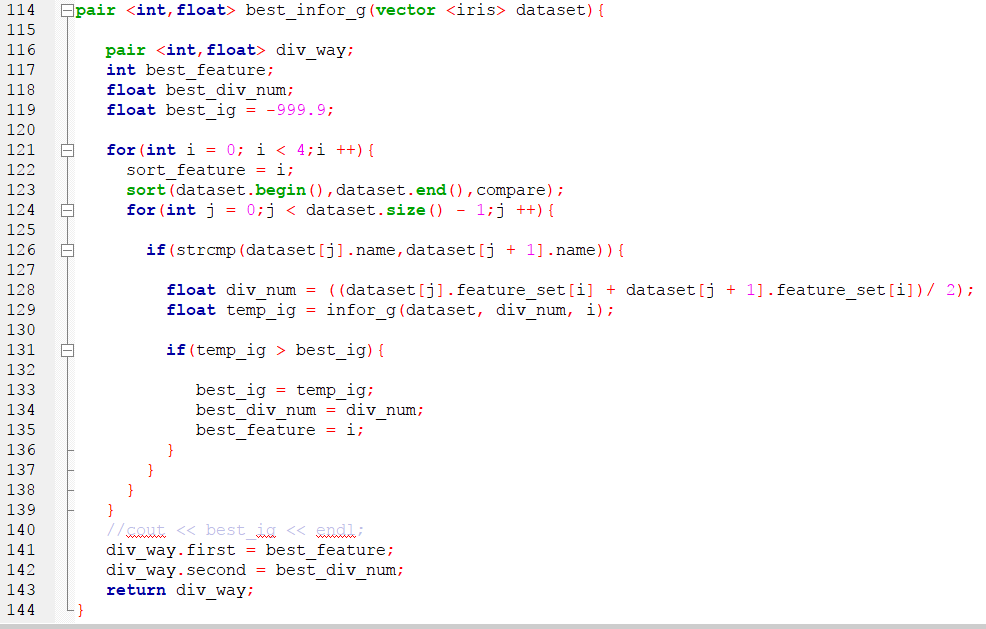 114 pair <int,float> best_infor_g(vector <iris> dataset){
115
116 pair <int,float> div_way;
117 int best_feature;
118 float best_div_num;
119 float best_ig = -999.9;
120
121 for(int i = 0; i < 4;i ++){
122 sort_feature = i;
123 sort(dataset.begin(),dataset.end(),compare);
124 for(int j = 0;j < dataset.size() - 1;j ++){
125
126 if(strcmp(dataset[j].name,dataset[j + 1].name)){
127
128 float div_num = ((dataset[j].feature_set[i] + dataset[j + 1].feature_set[i])/ 2);
129 float temp_ig = infor_g(dataset, div_num, i);
130
131 if(temp_ig > best_ig){
132
133 best_ig = temp_ig;
134 best_div_num = div_num;
135 best_feature = i;
136 }
137 }
138 }
139 }
140 //cout << best_ig << endl;
141 div_way.first = best_feature;
142 div_way.second = best_div_num;
143 return div_way;
144 }